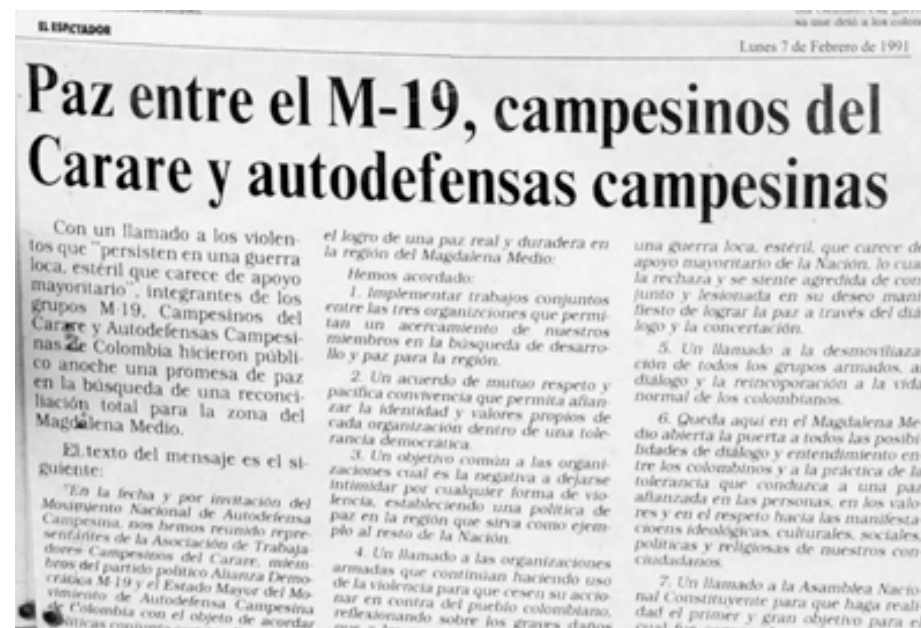 EL ESPECTADOR
Lunes 7 de Febrero de 1991
Paz entre el M-19, campesinos del
Carare y autodefensas campesinas
Con un llamado a los violen-
tos que "persisten en una guerra
loca, estéril que carece de apoyo
mayoritario", integrantes de los
grupos M-19, Campesinos del
Carare y Autodefensas Campesi-
nas de Colombia hicieron públi-
co anoche una promesa de paz
en la búsqueda de una reconci-
liación total para la zona del
Magdalena Medio.
El texto del mensaje es el si-
guiente:
"En la fecha y por invitación del
Movimiento Nacional de Autodefensa
Campesina, nos hemos reunido repre-
sentantes de la Asociación de Trabaja-
dores Campesinos del Carare, miem-
bros del partido político Alianza Demo-
crática M-19 y el Estado Mayor del Mo-
vimiento de Autodefensa Campesina
de Colombia con el objeto de acordar
el logro de una paz real y duradera en
la región del Magdalena Medio:
Hemos acordado:
1. Implementar trabajos conjuntos
entre las tres organizciones que permi-
tan un acercamiento de nuestros
miembros en la búsqueda de desarro-
llo y paz para la región.
2. Un acuerdo de mutuo respeto y
pacífica convivencia que permita afian-
zar la identidad y valores propios de
cada organización dentro de una tole-
rancia democrática.
3. Un objetivo común a las organi-
zaciones cual es la negativa a dejarse
intimidar por cualquier forma de vio-
lencia, estableciendo una política de
paz en la región que sirva como ejem-
plo al resto de la Nación.
4. Un llamado a las organizaciones
armadas que continúan haciendo uso
de la violencia para que cesen su accio-
nar en contra del pueblo colombiano,
reflexionando sobre los graves daños
una guerra loca, estéril, que carece de
apoyo mayoritario de la Nación, lo cual
la rechaza y se siente agredida de con-
junto y lesionada en su deseo mani-
fiesto de lograr la paz a través del diá-
logo y la concertación.
5. Un llamado a la desmoviliza-
ción de todos los grupos armados, al
diálogo y la reincoporación a la vida
normal de los colombianos.
6. Queda aquí en el Magdalena Me-
dio abierta la puerta a todos las posibi-
lidades de diálogo y entendimiento en-
tre los colombinos y a la práctica de la
tolerancia que conduzca a una paz
afianzada en las personas, en los valo-
res y en el respeto hacia las manifesta-
cioens ideológicas, culturales, sociales,
políticas y religiosas de nuestros con-
ciudadanos.
7. Un llamado a la Asamblea Nacio-
nal Constituyente para que haga reali-
dad el primer y gran objetivo para el